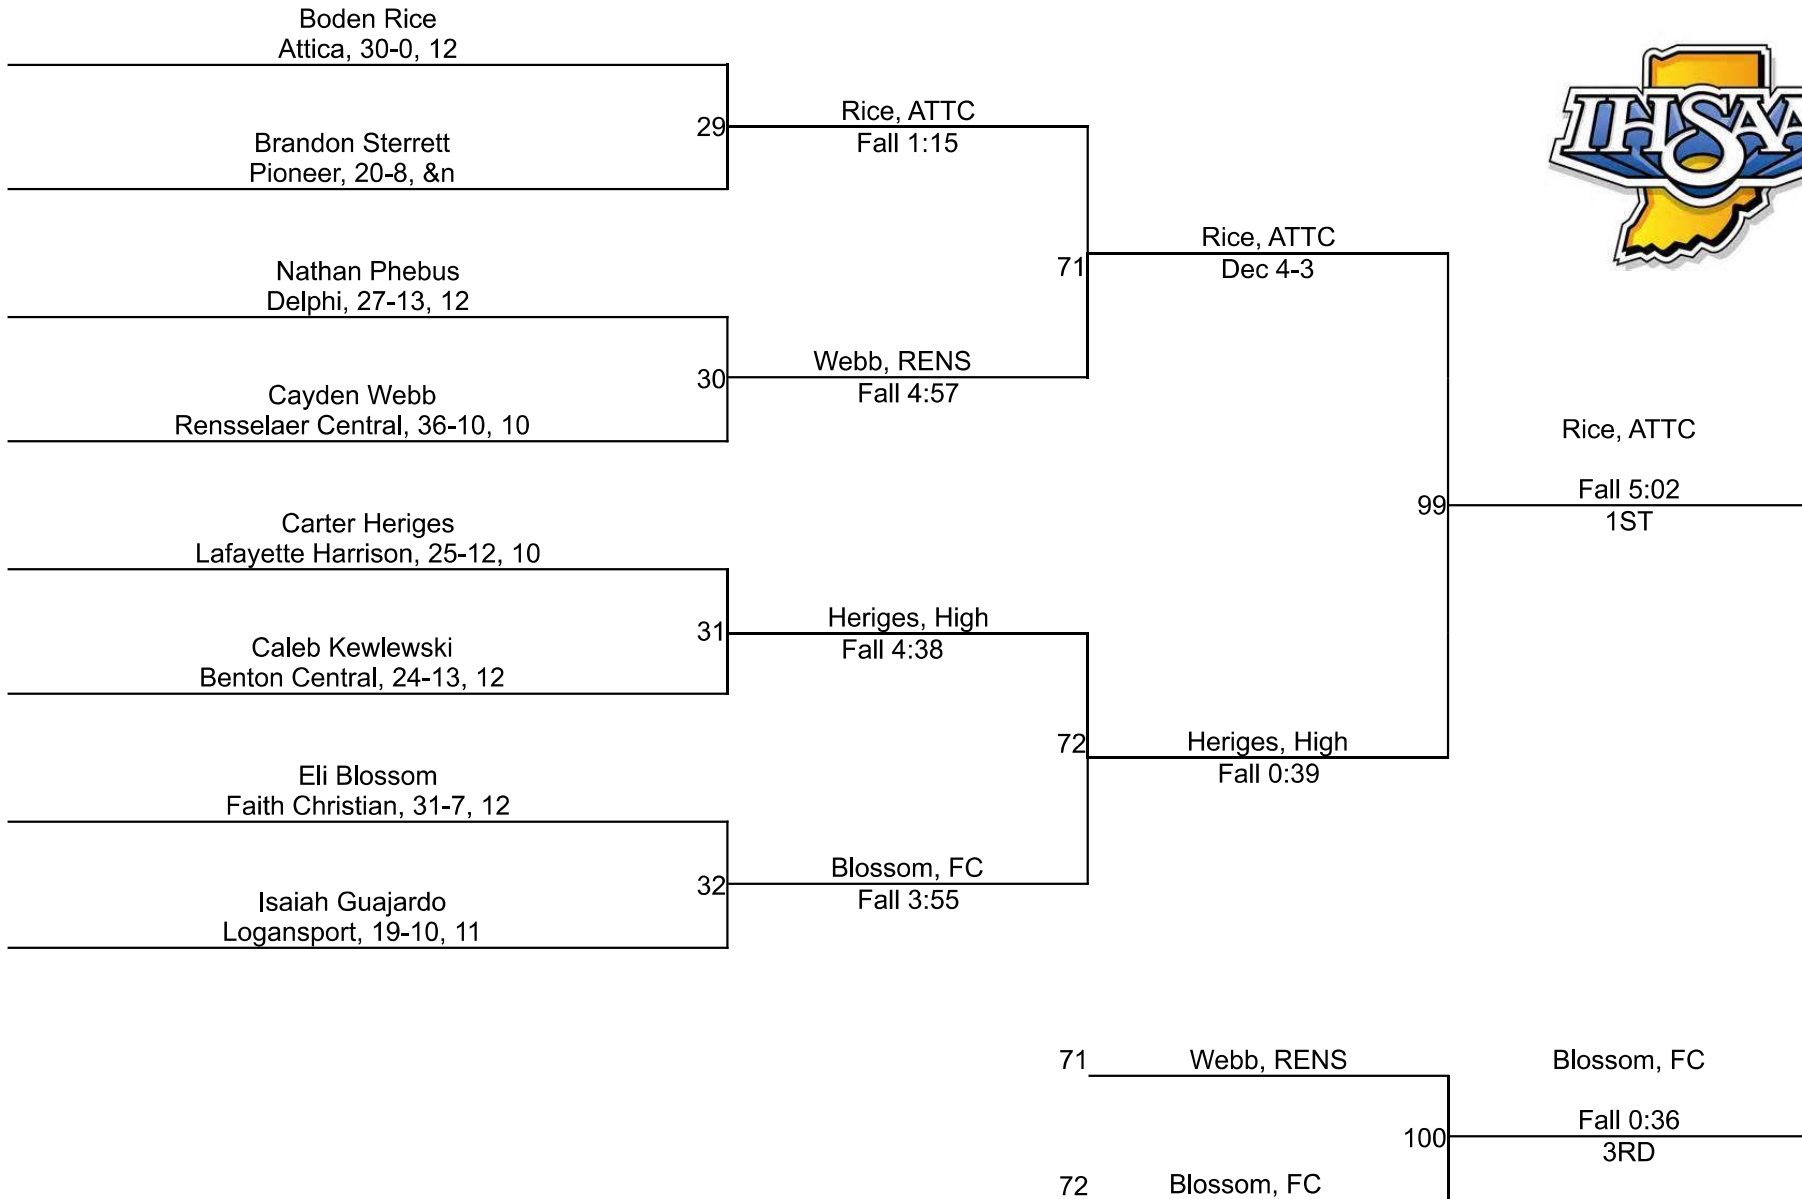 Boden Rice
Attica, 30-0, 12
Brandon Sterrett
Pioneer, 20-8, &n
29
Rice, ATTC
Fall 1:15
Nathan Phebus
Delphi, 27-13, 12
Cayden Webb
Rensselaer Central, 36-10, 10
30
Webb, RENS
Fall 4:57
71
Rice, ATTC
Dec 4-3
Carter Heriges
Lafayette Harrison, 25-12, 10
Caleb Kewlewski
Benton Central, 24-13, 12
31
Heriges, High
Fall 4:38
Eli Blossom
Faith Christian, 31-7, 12
Isaiah Guajardo
Logansport, 19-10, 11
32
Blossom, FC
Fall 3:55
72
Heriges, High
Fall 0:39
99
Rice, ATTC
Fall 5:02
1ST
IHSAA
71
Webb, RENS
72
Blossom, FC
100
Blossom, FC
Fall 0:36
3RD